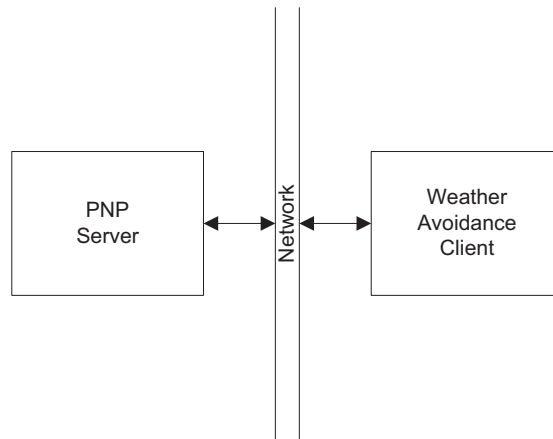 PNP
Server
Network
Weather
Avoidance
Client